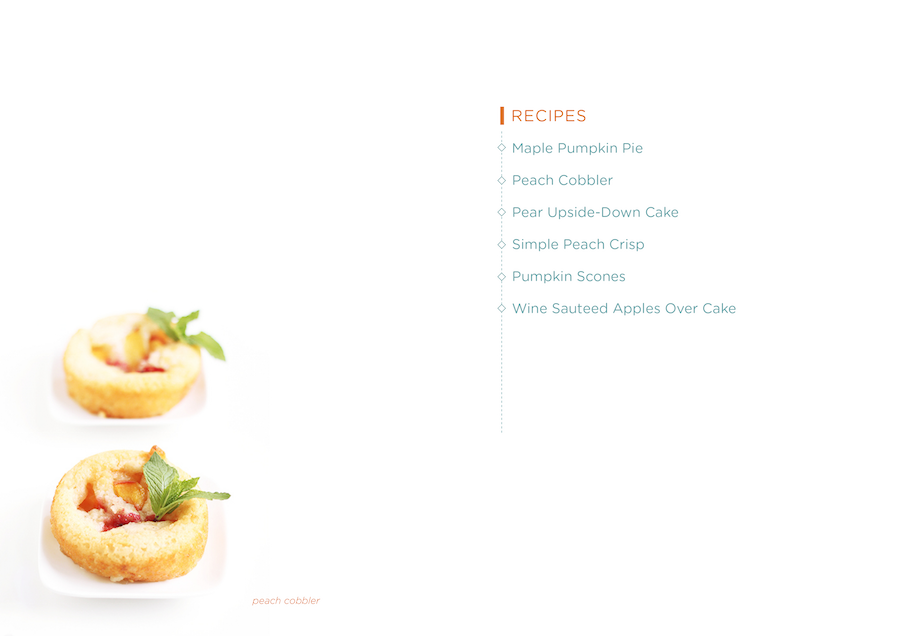 RECIPES
Maple Pumpkin Pie
Peach Cobbler
Pear Upside-Down Cake
Simple Peach Crisp
Pumpkin Scones
Wine Sauteed Apples Over Cake
peach cobbler